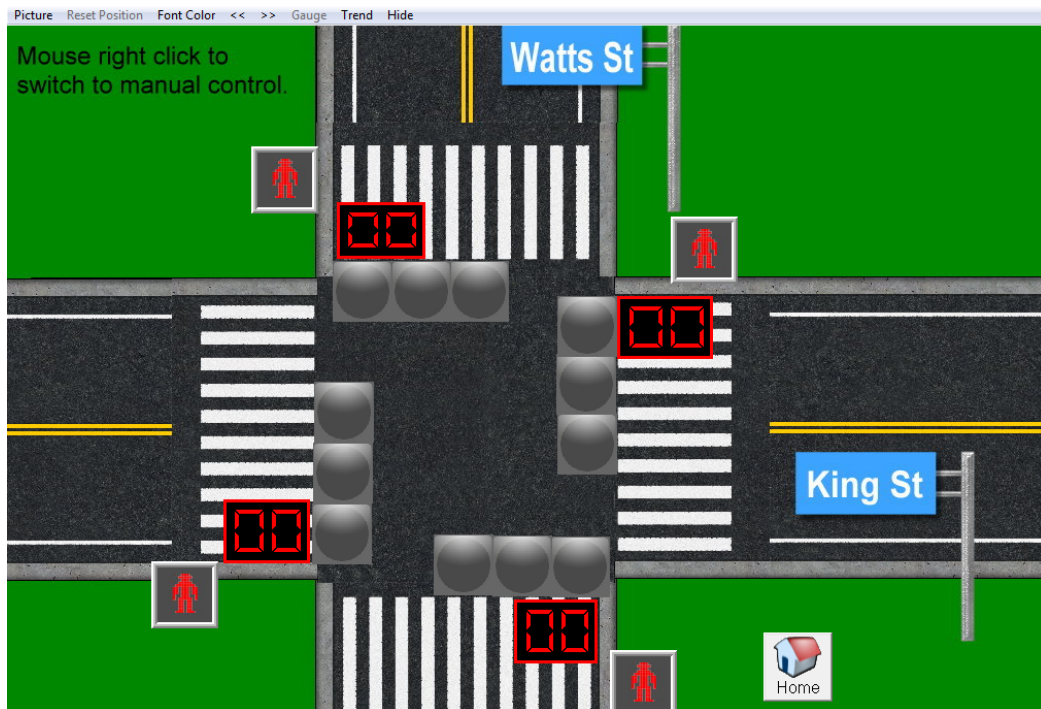 Picture Reset Position Font Color << >> Gauge Trend Hide
Mouse right click to
switch to manual control.
Watts St
00
00
King St
00
00
Home